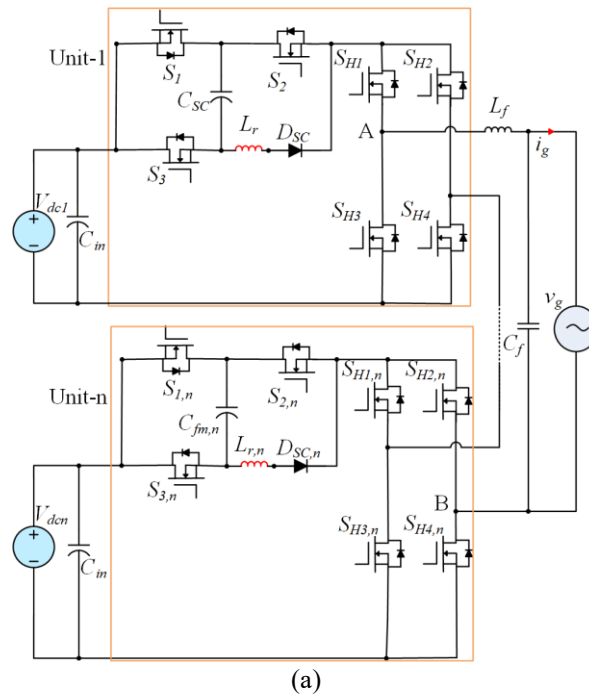 Unit-1
S1
S2
SH1
SH2
CSC
Lr
DSC
A
Lf
ig
S3
Vdc1
Cin
SH3
SH4
vg
Cf
Unit-n
S1,n
S2,n
SH1,n
SH2,n
Cfm,n
Lr,n
DSC,n
S3,n
B
Vdcn
Cin
SH3,n
SH4,n
(a)